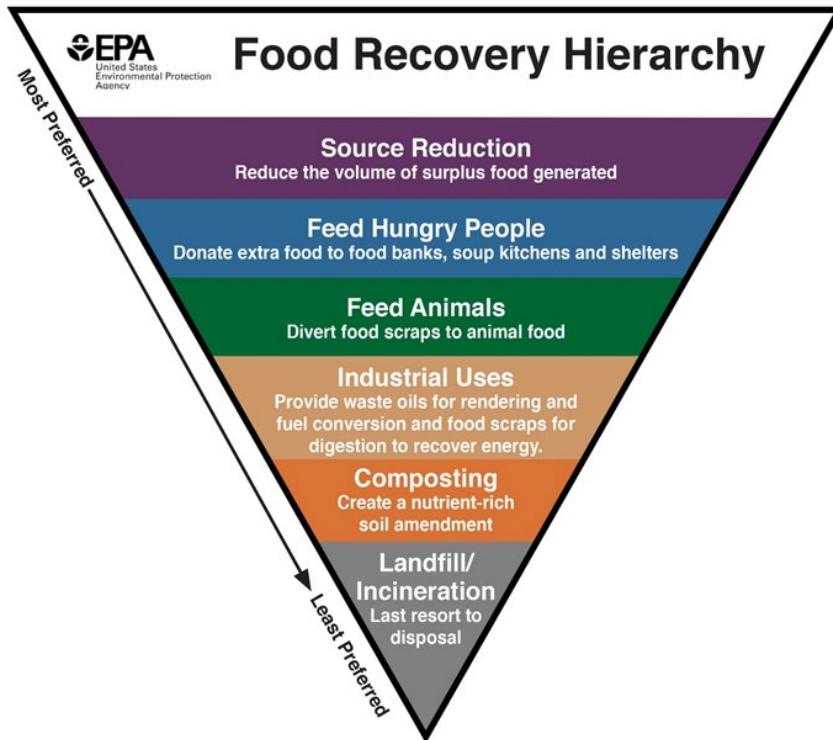 EPA
United States
Environmental Protection
Agency
Food Recovery Hierarchy
Most Preferred
Source Reduction
Reduce the volume of surplus food generated
Feed Hungry People
Donate extra food to food banks, soup kitchens and shelters
Feed Animals
Divert food scraps to animal food
Industrial Uses
Provide waste oils for rendering and
fuel conversion and food scraps for
digestion to recover energy.
Composting
Create a nutrient-rich
soil amendment
Landfill/
Incineration
Last resort to
disposal
Least Preferred